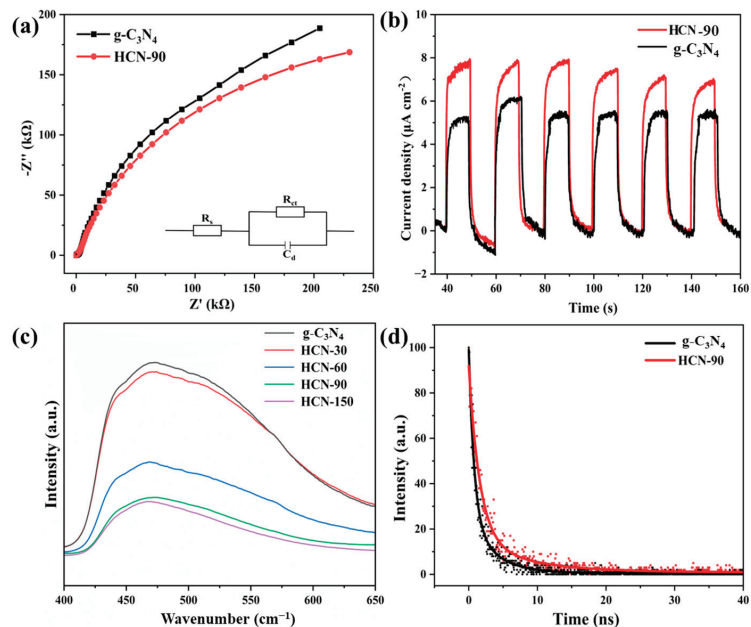 (a)
g-C₃N₄
HCN-90
200
150
100
50
0
-Z'' (kΩ)
Rs
Rct
Cd
0 50 100 150 200 250
Z' (kΩ)
(b)
HCN-90
g-C₃N₄
10
8
6
4
2
0
−2
Current density (µA cm⁻²)
40 60 80 100 120 140 160
Time (s)
(c)
g-C₃N₄
HCN-30
HCN-60
HCN-90
HCN-150
Intensity (a.u.)
400 450 500 550 600 650
Wavenumber (cm⁻¹)
(d)
g-C₃N₄
HCN-90
100
80
60
40
20
0
Intensity (a.u.)
0 10 20 30 40
Time (ns)